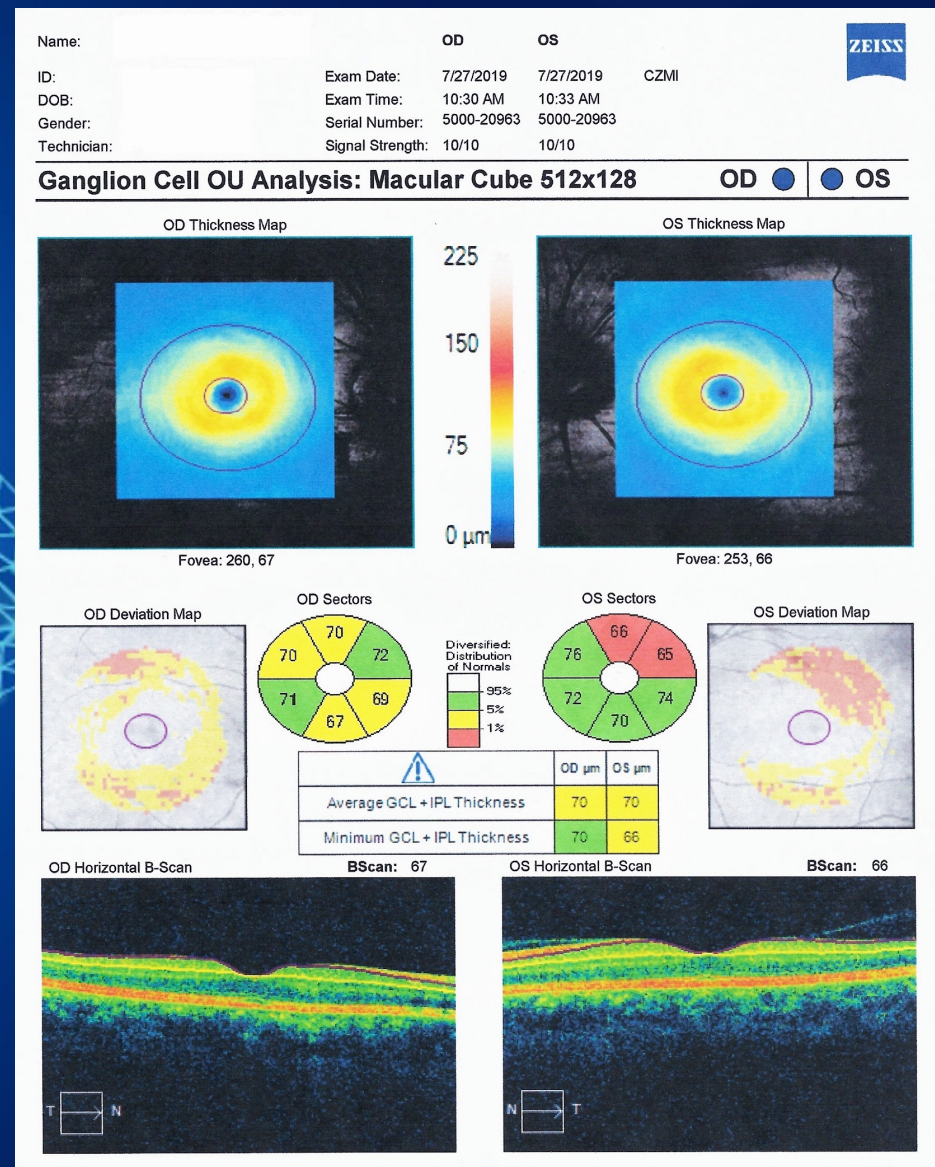 Name: OD OS
ZEISS
ID: Exam Date: 7/27/2019 7/27/2019 CZMI
DOB: Exam Time: 10:30 AM 10:33 AM
Gender: Serial Number: 5000-20963 5000-20963
Technician: Signal Strength: 10/10 10/10
Ganglion Cell OU Analysis: Macular Cube 512x128 OD OS
OD Thickness Map
OS Thickness Map
225
150
75
0 µm
Fovea: 260, 67
Fovea: 253, 66
OD Deviation Map
OD Sectors
OS Sectors
OS Deviation Map
70
70 72
71 69
67
Diversified:
Distribution
of Normals
95%
5%
1%
66
76 65
72 74
70
OD µm OS µm
Average GCL + IPL Thickness 70 70
Minimum GCL + IPL Thickness 70 66
OD Horizontal B-Scan BScan: 67
OS Horizontal B-Scan BScan: 66
T N
N T